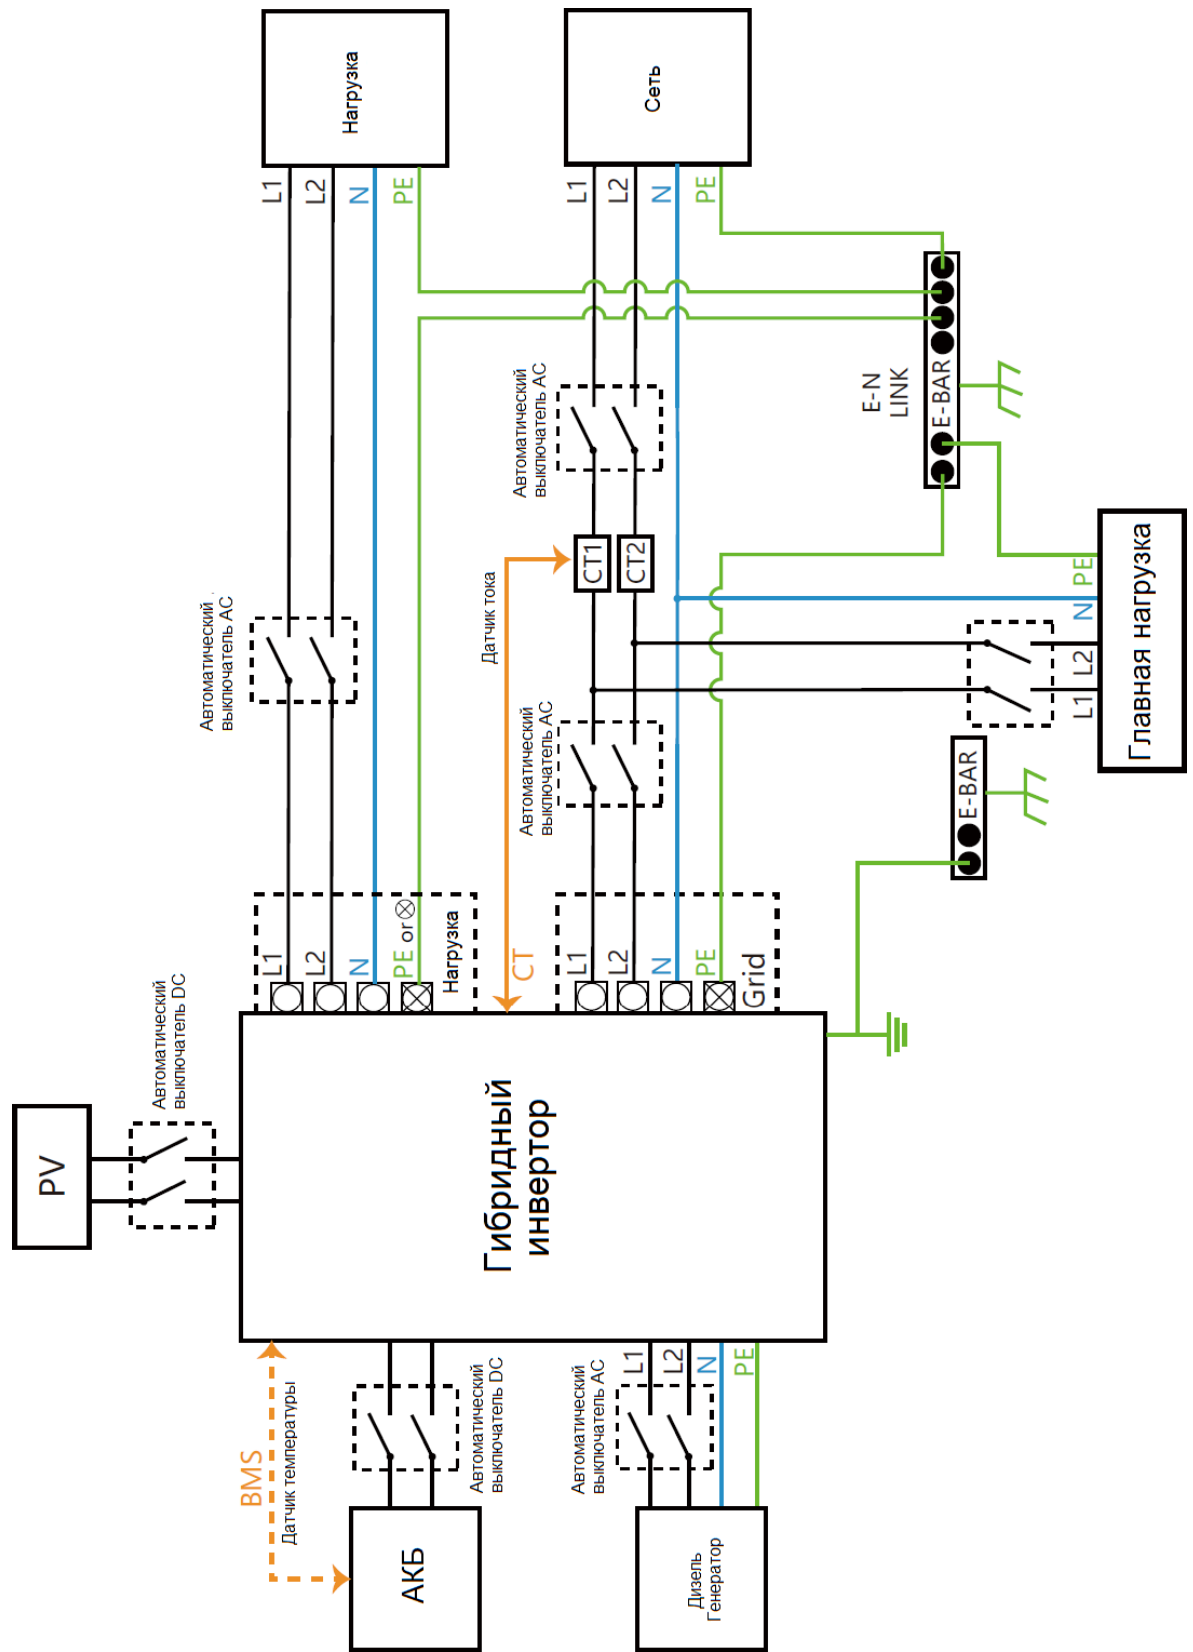 PV
Автоматический
выключатель DC
BMS
Датчик температуры
АКБ
Автоматический
выключатель DC
Гибридный
инвертор
L1
L2
N
PE or
Нагрузка
Автоматический
выключатель AC
L1
L2
N
PE
Нагрузка
CT
Датчик тока
Дизель
Генератор
Автоматический
выключатель AC
L1
L2
N
PE
L1
L2
N
PE
Grid
Автоматический
выключатель AC
CT1
CT2
Автоматический
выключатель AC
L1
L2
N
PE
Сеть
E-N
LINK
E-BAR
E-BAR
L1
L2
N
PE
Главная нагрузка